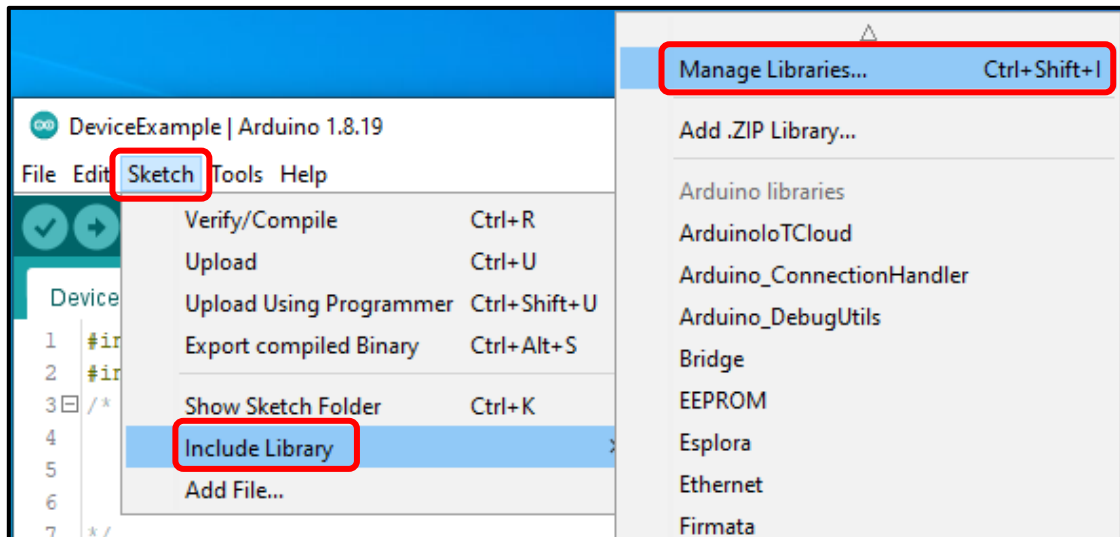 DeviceExample | Arduino 1.8.19
File Edit Sketch Tools Help
Verify/Compile Ctrl+R
Upload Ctrl+U
Upload Using Programmer Ctrl+Shift+U
Export compiled Binary Ctrl+Alt+S
Show Sketch Folder Ctrl+K
Include Library
Add File...
Device
1 #in
2 #in
3 /*
4
5
6
7 */
Manage Libraries... Ctrl+Shift+I
Add .ZIP Library...
Arduino libraries
ArduinoIoTCloud
Arduino_ConnectionHandler
Arduino_DebugUtils
Bridge
EEPROM
Esplora
Ethernet
Firmata